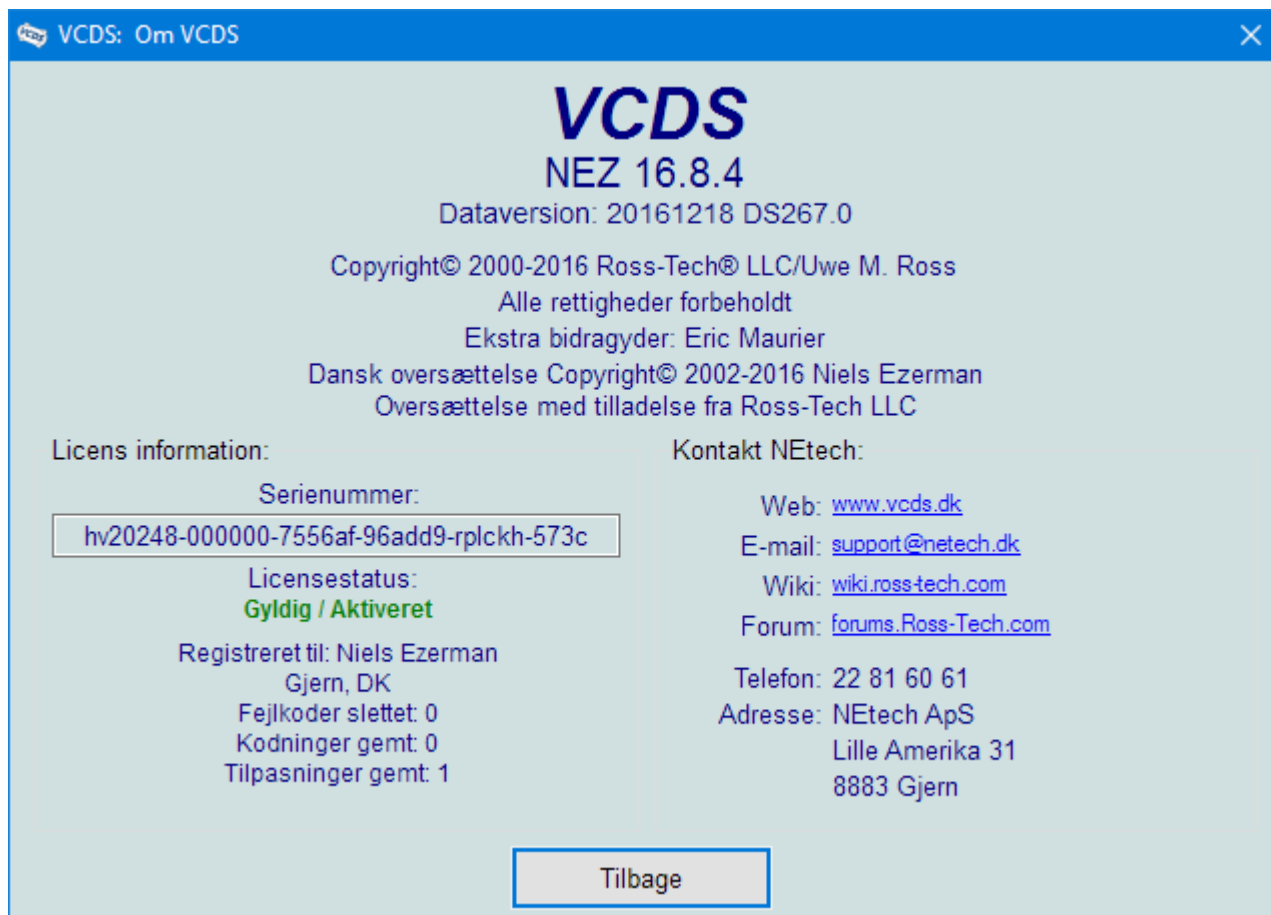 VCDS: Om VCDS
VCDS
NEZ 16.8.4
Dataversion: 20161218 DS267.0
Copyright© 2000-2016 Ross-Tech® LLC/Uwe M. Ross
Alle rettigheder forbeholdt
Ekstra bidragyder: Eric Maurier
Dansk oversættelse Copyright© 2002-2016 Niels Ezerman
Oversættelse med tilladelse fra Ross-Tech LLC
Licens information:
Serienummer:
hv20248-000000-7556af-96add9-rplckh-573c
Licensestatus:
Gyldig / Aktiveret
Registreret til: Niels Ezerman
Gjern, DK
Fejlkoder slettet: 0
Kodninger gemt: 0
Tilpasninger gemt: 1
Kontakt NEtech:
Web: www.vcds.dk
E-mail: support@netech.dk
Wiki: wiki.ross-tech.com
Forum: forums.Ross-Tech.com
Telefon: 22 81 60 61
Adresse: NEtech ApS
Lille Amerika 31
8883 Gjern
Tilbage